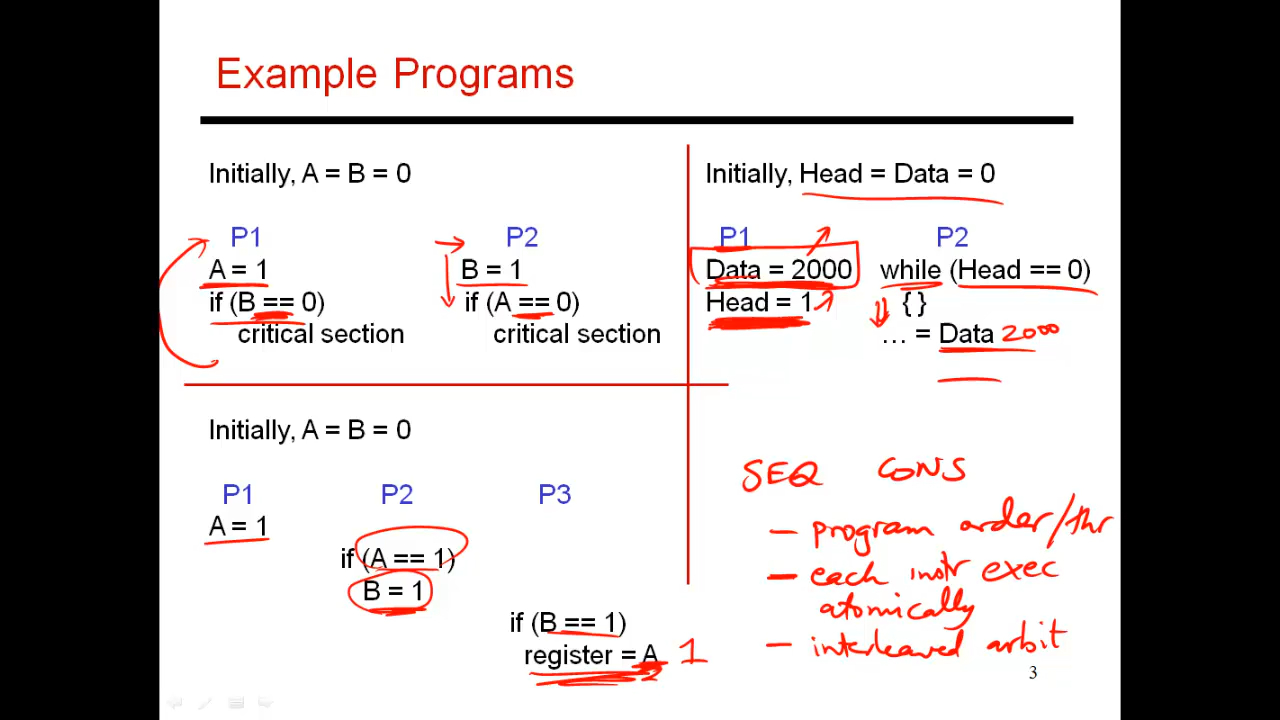 Example Programs
Initially, A = B = 0
P1 P2
A = 1 B = 1
if (B == 0) if (A == 0)
critical section critical section
Initially, Head = Data = 0
P1 P2
Data = 2000 while (Head == 0)
Head = 1 {}
… = Data 2000
Initially, A = B = 0
P1 P2 P3
A = 1
if (A == 1)
B = 1
if (B == 1)
register = A 1
SEQ CONS
– program order/thr
– each instr exec
atomically
– interleaved arbit
3